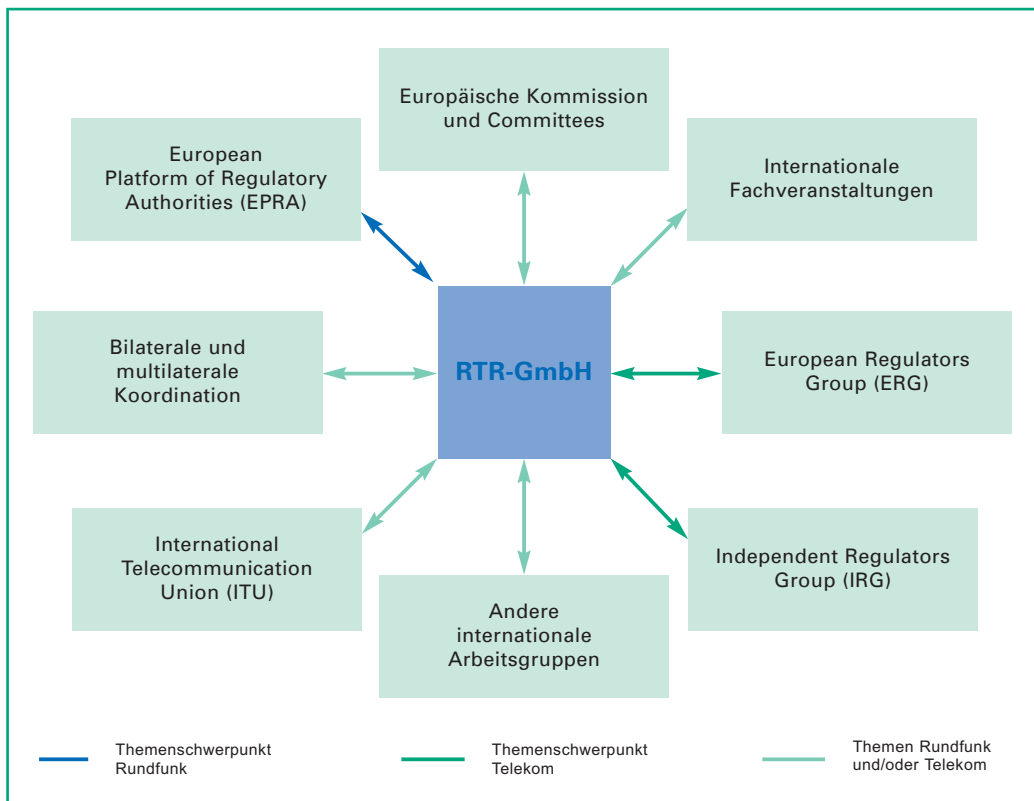 Europäische Kommission
und Committees
European
Platform of Regulatory
Authorities (EPRA)
Internationale
Fachveranstaltungen
Bilaterale und
multilaterale
Koordination
RTR-GmbH
European Regulators
Group (ERG)
International
Telecommunication
Union (ITU)
Independent Regulators
Group (IRG)
Andere
internationale
Arbeitsgruppen
Themenschwerpunkt
Rundfunk
Themenschwerpunkt
Telekom
Themen Rundfunk
und/oder Telekom